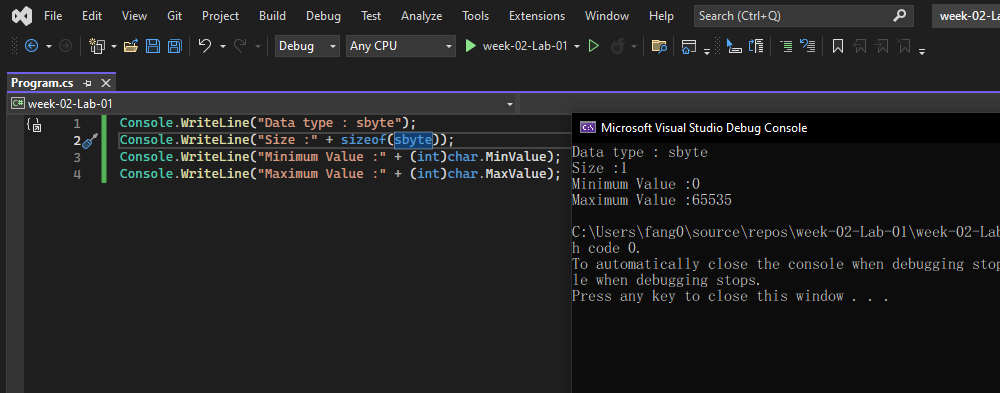 File Edit View Git Project Build Debug Test Analyze Tools Extensions Window Help Search (Ctrl+Q) week-02-L
Debug Any CPU week-02-Lab-01
Program.cs
C# week-02-Lab-01
1 Console.WriteLine("Data type : sbyte");
2 Console.WriteLine("Size :" + sizeof(sbyte));
3 Console.WriteLine("Minimum Value :" + (int)char.MinValue);
4 Console.WriteLine("Maximum Value :" + (int)char.MaxValue);
C:\ Microsoft Visual Studio Debug Console
Data type : sbyte
Size :1
Minimum Value :0
Maximum Value :65535
C:\Users\fang0\source\repos\week-02-Lab-01\week-02-Lab
h code 0.
To automatically close the console when debugging stop
le when debugging stops.
Press any key to close this window . . .